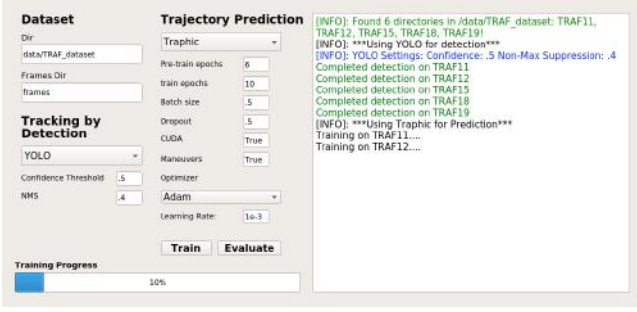 Dataset
Dir
data/TRAF_dataset
Frames Dir
frames
Tracking by
Detection
YOLO
Confidence Threshold .5
NMS .4
Trajectory Prediction
Traphic
Pre-train epochs 6
train epochs 10
Batch size .5
Dropout .5
CUDA True
Maneuvers True
Optimizer
Adam
Learning Rate: 1e-3
Train Evaluate
Training Progress
10%
[INFO]: Found 6 directories in /data/TRAF_dataset: TRAF11,
TRAF12, TRAF15, TRAF18, TRAF19!
[INFO]: ***Using YOLO for detection***
[INFO]: YOLO Settings: Confidence: .5 Non-Max Suppression: .4
Completed detection on TRAF11
Completed detection on TRAF12
Completed detection on TRAF15
Completed detection on TRAF18
Completed detection on TRAF19
[INFO]: ***Using Traphic for Prediction***
Training on TRAF11....
Training on TRAF12....